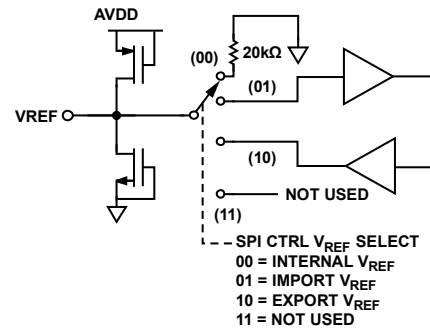 AVDD
(00)
20kΩ
(01)
VREF
(10)
NOT USED
(11)
SPI CTRL VREF SELECT
00 = INTERNAL VREF
01 = IMPORT VREF
10 = EXPORT VREF
11 = NOT USED